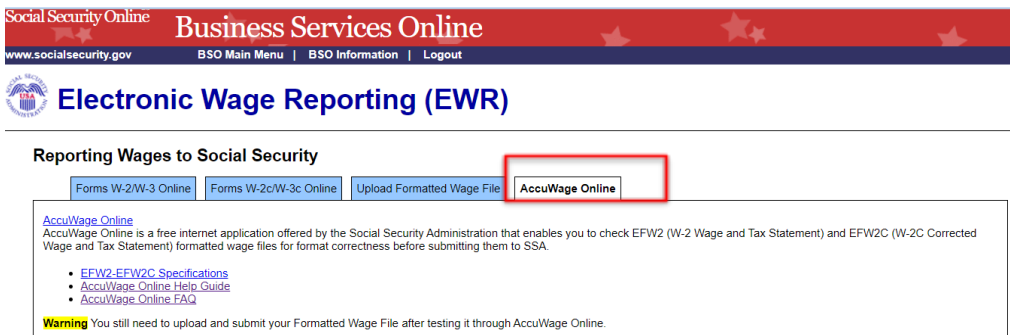 Social Security Online
Business Services Online
www.socialsecurity.gov BSO Main Menu | BSO Information | Logout
SOCIAL SECURITY ADMINISTRATION
USA
Electronic Wage Reporting (EWR)
Reporting Wages to Social Security
Forms W-2/W-3 Online Forms W-2c/W-3c Online Upload Formatted Wage File AccuWage Online
AccuWage Online
AccuWage Online is a free internet application offered by the Social Security Administration that enables you to check EFW2 (W-2 Wage and Tax Statement) and EFW2C (W-2C Corrected
Wage and Tax Statement) formatted wage files for format correctness before submitting them to SSA.
• EFW2-EFW2C Specifications
• AccuWage Online Help Guide
• AccuWage Online FAQ
Warning You still need to upload and submit your Formatted Wage File after testing it through AccuWage Online.